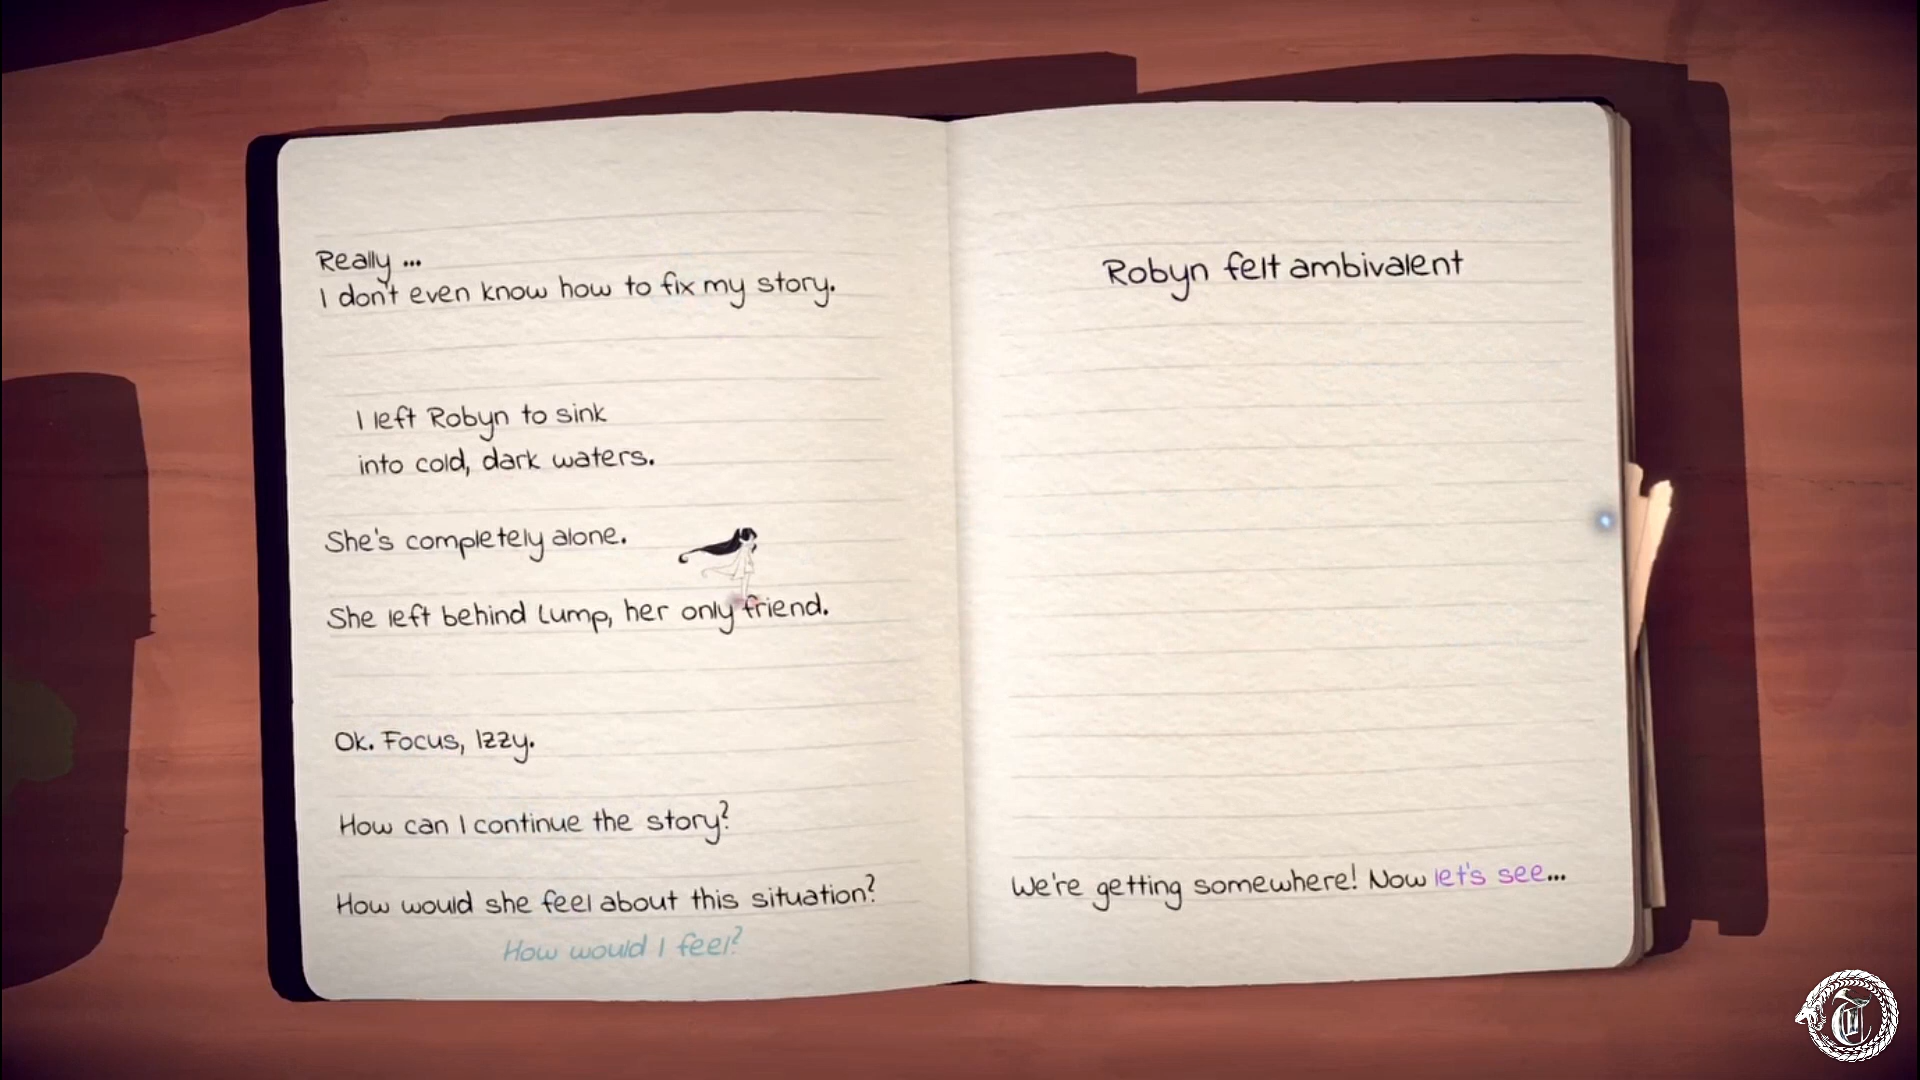 Really ...
I don't even know how to fix my story.
I left Robyn to sink
into cold, dark waters.
She's completely alone.
She left behind Lump, her only friend.
Ok. Focus, Izzy.
How can I continue the story?
How would she feel about this situation?
How would I feel?
Robyn felt ambivalent
We're getting somewhere! Now let's see...